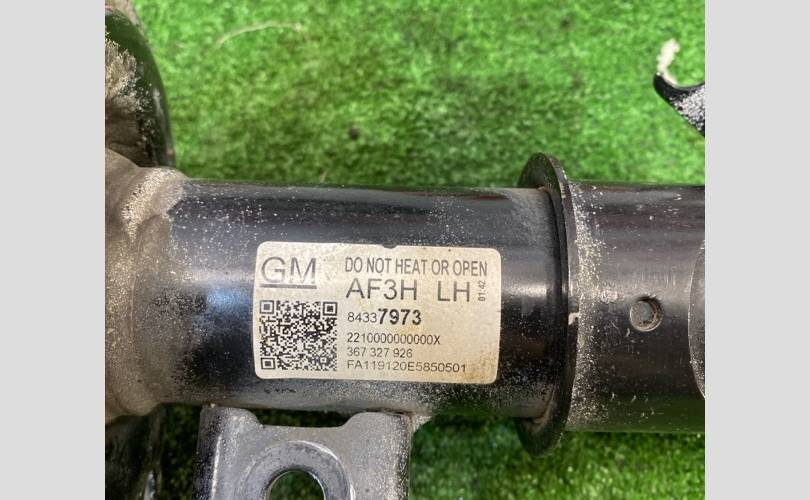 GM
DO NOT HEAT OR OPEN
AF3H LH
01:42
84337973
2210000000000X
367 327 926
FA119120E5850501